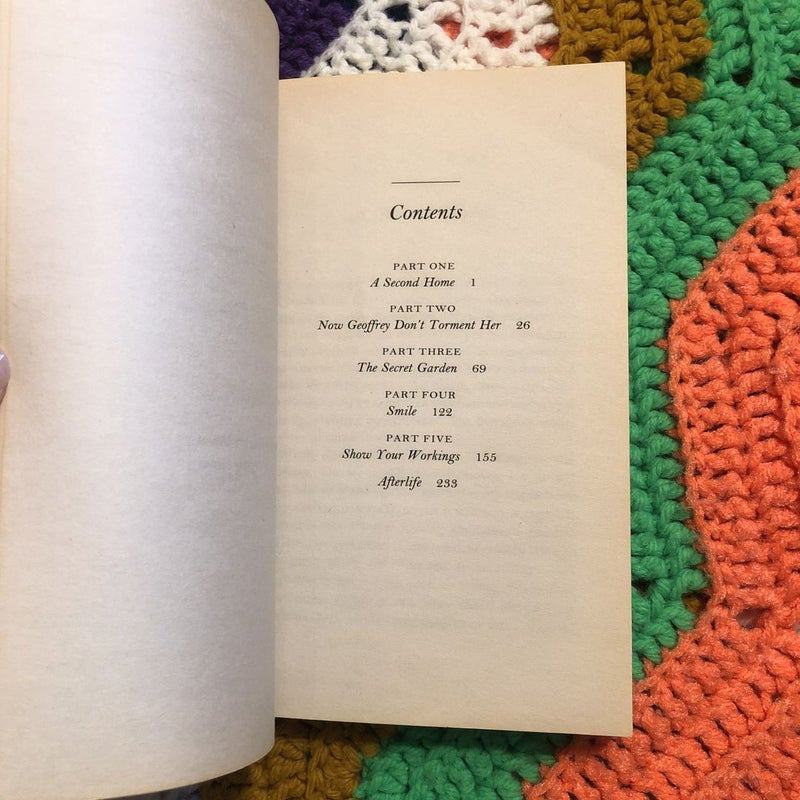 Contents
PART ONE
A Second Home 1
PART TWO
Now Geoffrey Don't Torment Her 26
PART THREE
The Secret Garden 69
PART FOUR
Smile 122
PART FIVE
Show Your Workings 155
Afterlife 233